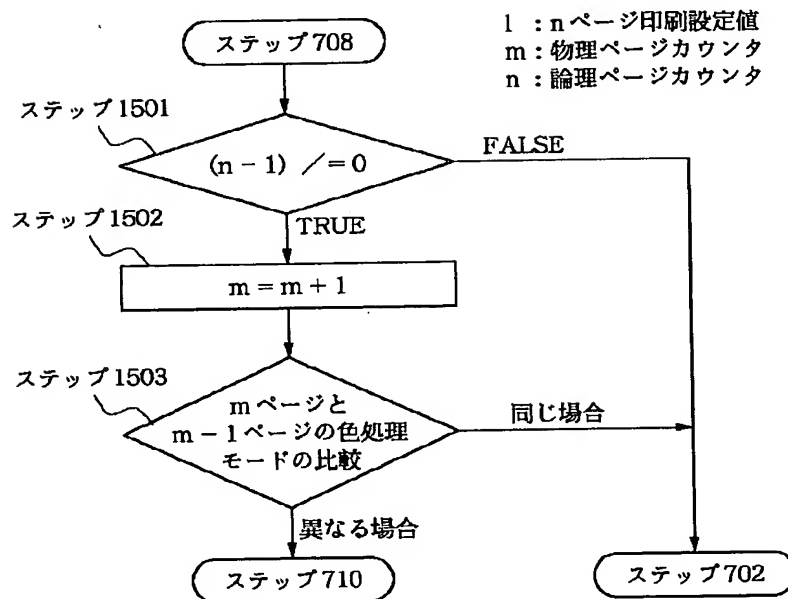 ステップ708
l : nページ印刷設定値
m : 物理ページカウンタ
n : 論理ページカウンタ
ステップ1501
(n - 1) / = 0
FALSE
TRUE
ステップ1502
m = m + 1
ステップ1503
mページと
m - 1ページの色処理
モードの比較
同じ場合
異なる場合
ステップ710
ステップ702